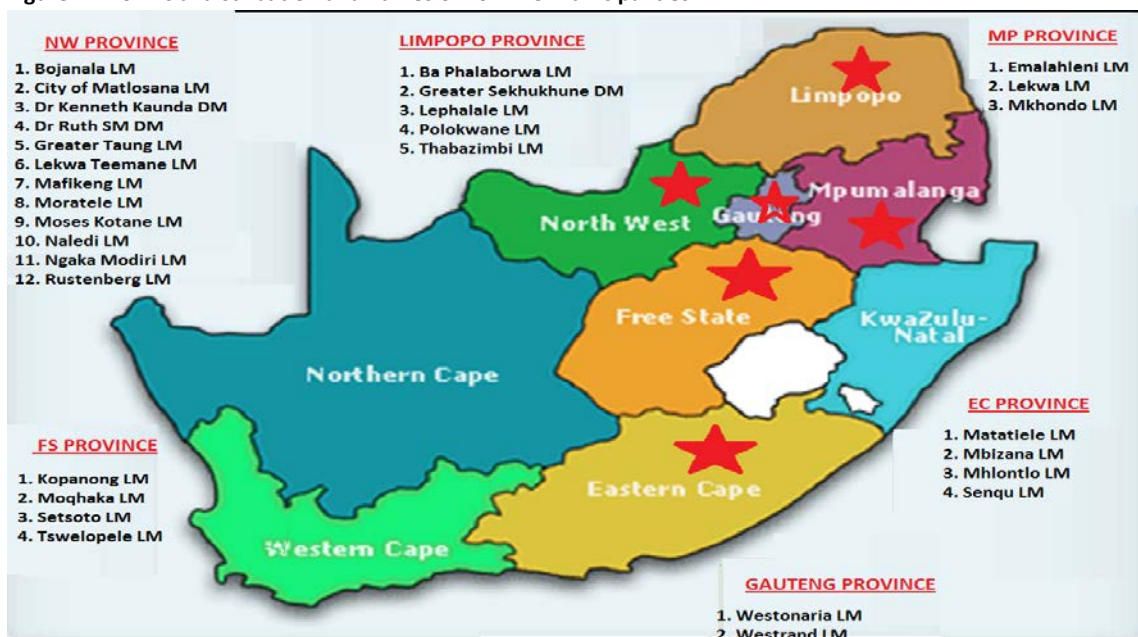 NW PROVINCE
1. Bojanala LM
2. City of Matlosana LM
3. Dr Kenneth Kaunda DM
4. Dr Ruth SM DM
5. Greater Taung LM
6. Lekwa Teemane LM
7. Mafikeng LM
8. Moratele LM
9. Moses Kotane LM
10. Naledi LM
11. Ngaka Modiri LM
12. Rustenberg LM
LIMPOPO PROVINCE
1. Ba Phalaborwa LM
2. Greater Sekhukhune DM
3. Lephalale LM
4. Polokwane LM
5. Thabazimbi LM
MP PROVINCE
1. Emalahleni LM
2. Lekwa LM
3. Mkhondo LM
Limpopo
Mpumalanga
Gauteng
North West
Free State
KwaZulu-
Natal
Northern Cape
Eastern Cape
Western Cape
FS PROVINCE
1. Kopanong LM
2. Moqhaka LM
3. Setsoto LM
4. Tswelopele LM
EC PROVINCE
1. Matatiele LM
2. Mbizana LM
3. Mhlontlo LM
4. Senqu LM
GAUTENG PROVINCE
1. Westonaria LM
2. Westrand LM